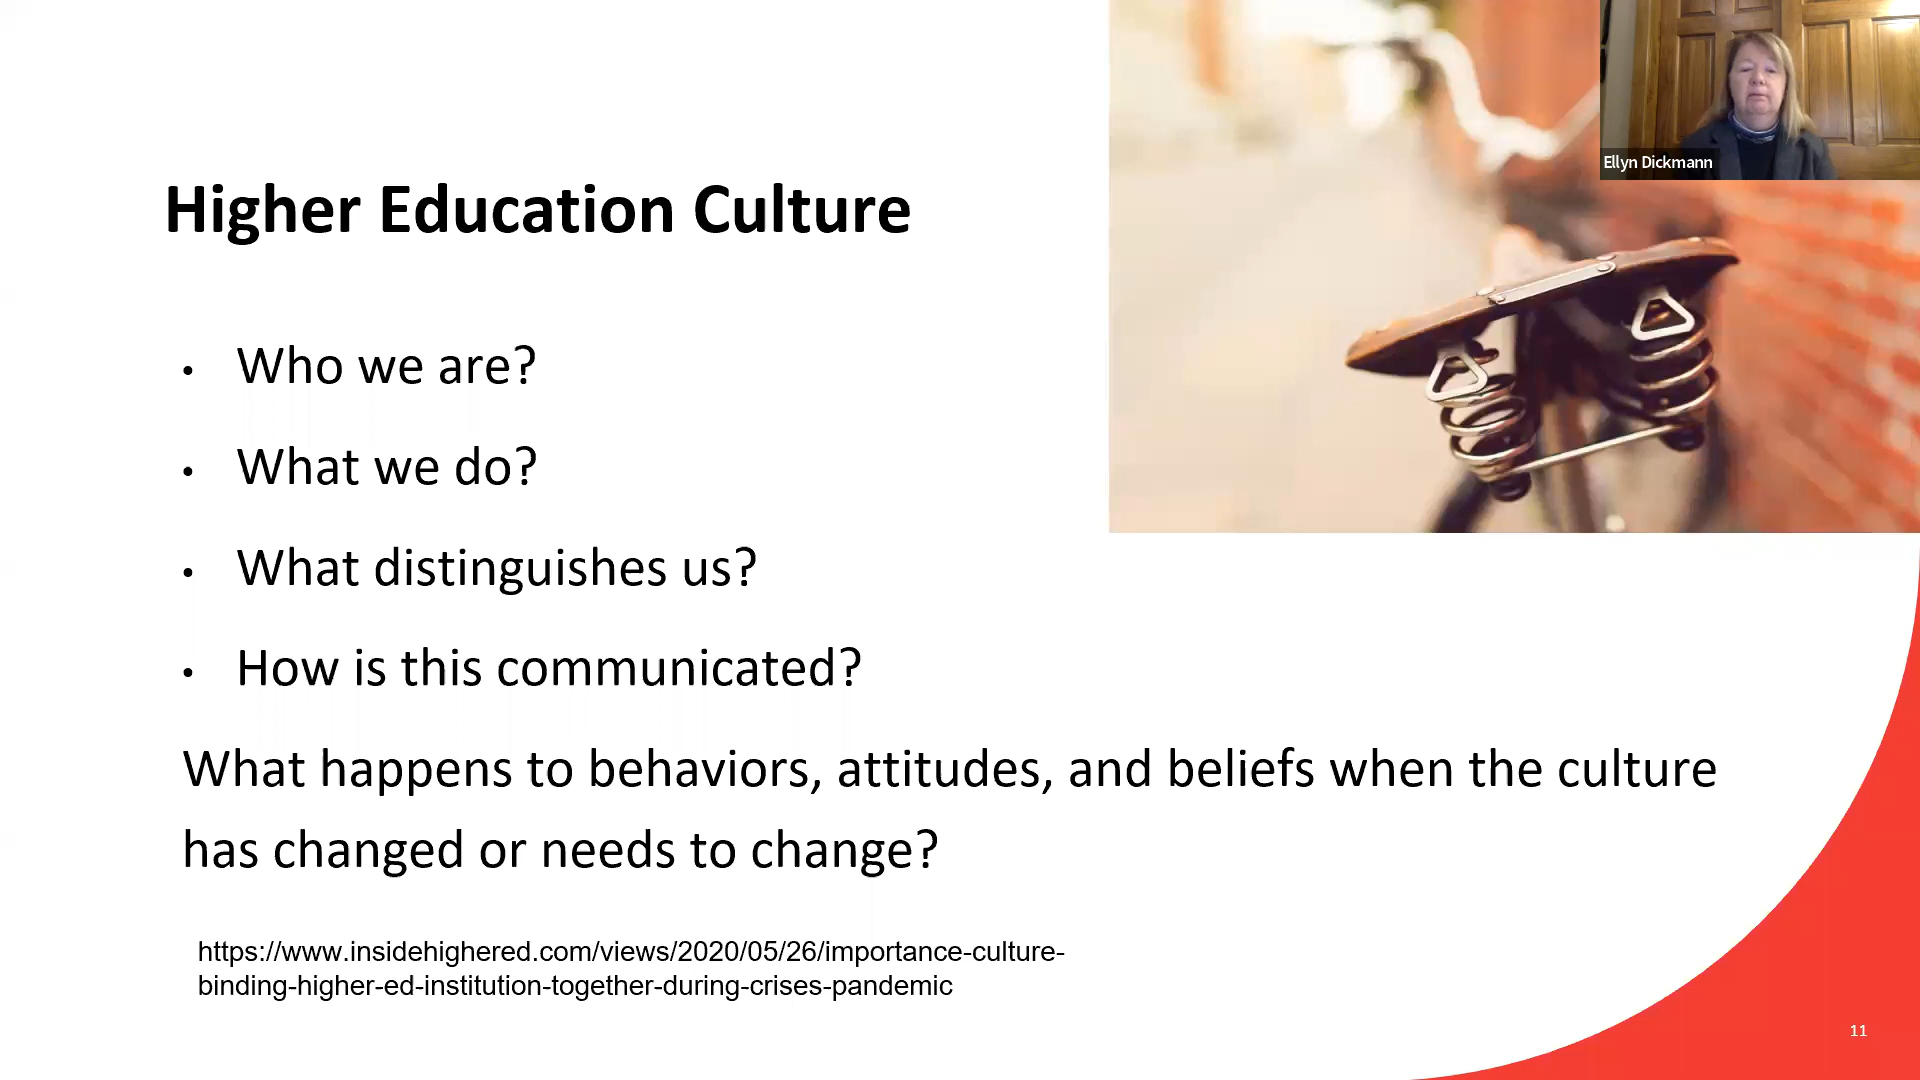 Ellyn Dickmann
Higher Education Culture
• Who we are?
• What we do?
• What distinguishes us?
• How is this communicated?
What happens to behaviors, attitudes, and beliefs when the culture
has changed or needs to change?
https://www.insidehighered.com/views/2020/05/26/importance-culture-
binding-higher-ed-institution-together-during-crises-pandemic
11